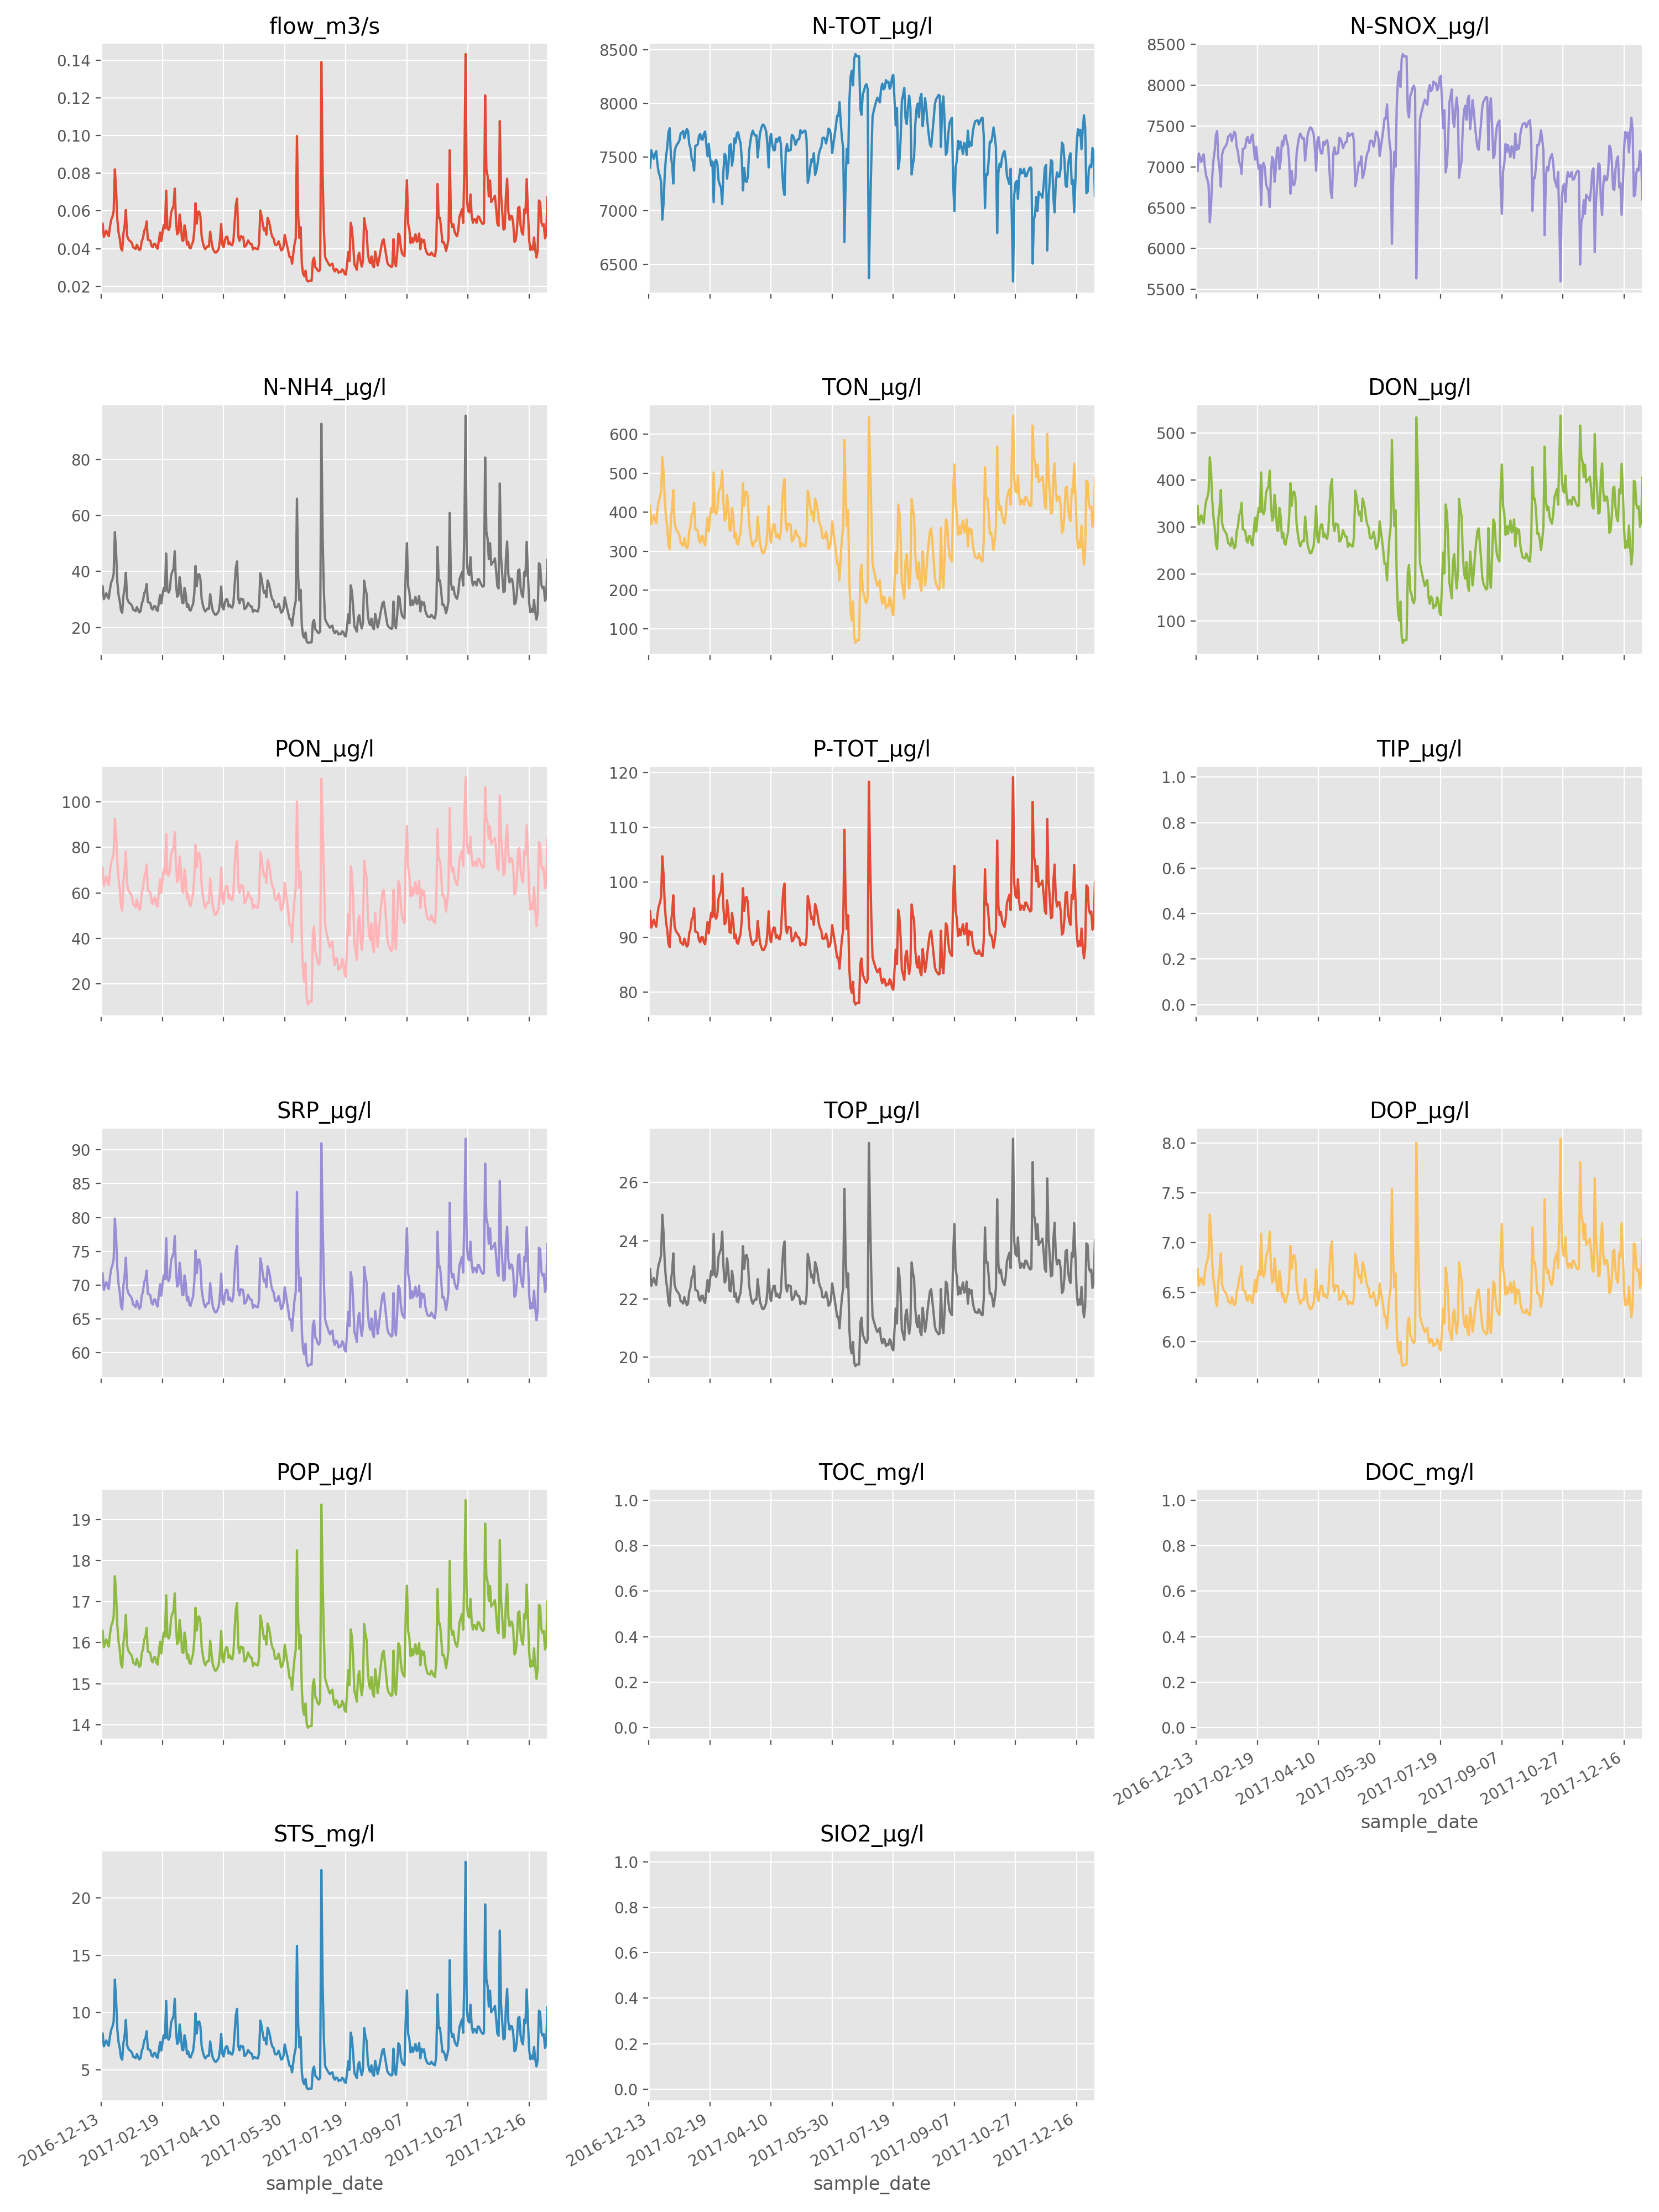 flow_m3/s N-TOT_µg/l N-SNOX_µg/l
0.14 8500 8500
0.12 8000 8000
0.10 7500 7500
0.08 7000 7000
0.06 6500 6500
0.04 6000
0.02 5500
N-NH4_µg/l TON_µg/l DON_µg/l
80 600 500
60 500 400
40 400 300
20 300 200
200 100
100
PON_µg/l P-TOT_µg/l TIP_µg/l
100 120 1.0
80 110 0.8
60 100 0.6
40 90 0.4
20 80 0.2
0.0
SRP_µg/l TOP_µg/l DOP_µg/l
90 26 8.0
85 24 7.5
80 22 7.0
75 20 6.5
70 6.0
65
60
POP_µg/l TOC_mg/l DOC_mg/l
19 1.0 1.0
18 0.8 0.8
17 0.6 0.6
16 0.4 0.4
15 0.2 0.2
14 0.0 0.0
2016-12-13 2017-02-19 2017-04-10 2017-05-30 2017-07-19 2017-09-07 2017-10-27 2017-12-16
sample_date
STS_mg/l SIO2_µg/l
20 1.0
15 0.8
10 0.6
5 0.4
0.2
0.0
2016-12-13 2017-02-19 2017-04-10 2017-05-30 2017-07-19 2017-09-07 2017-10-27 2017-12-16
sample_date
2016-12-13 2017-02-19 2017-04-10 2017-05-30 2017-07-19 2017-09-07 2017-10-27 2017-12-16
sample_date